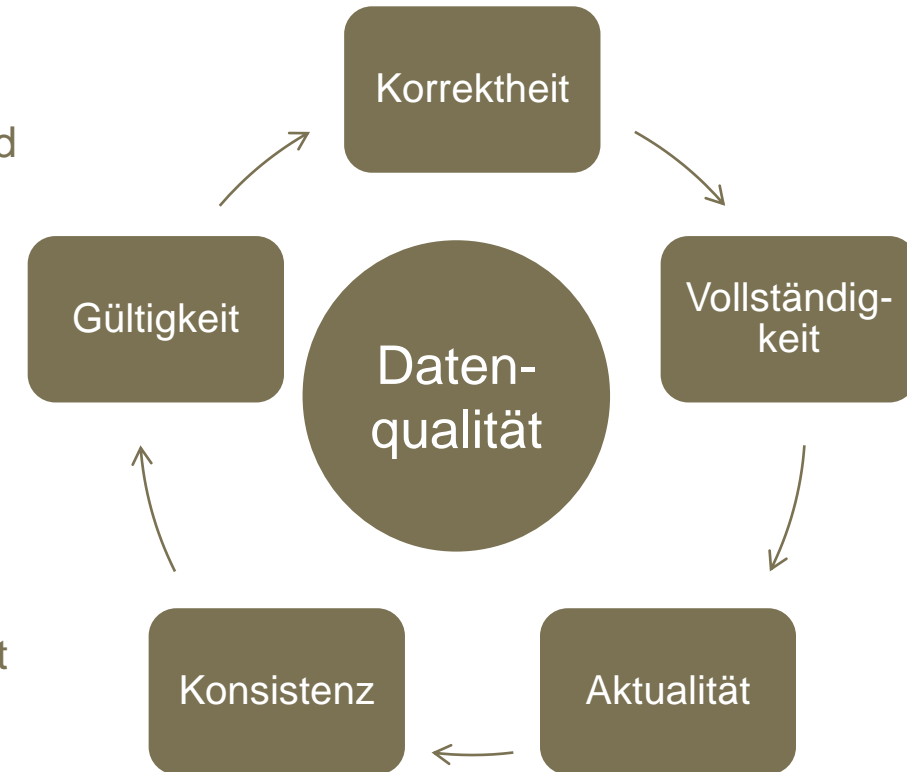 Korrektheit
d
Gültigkeit
Vollständig-
keit
Daten-
qualität
t
Konsistenz
Aktualität